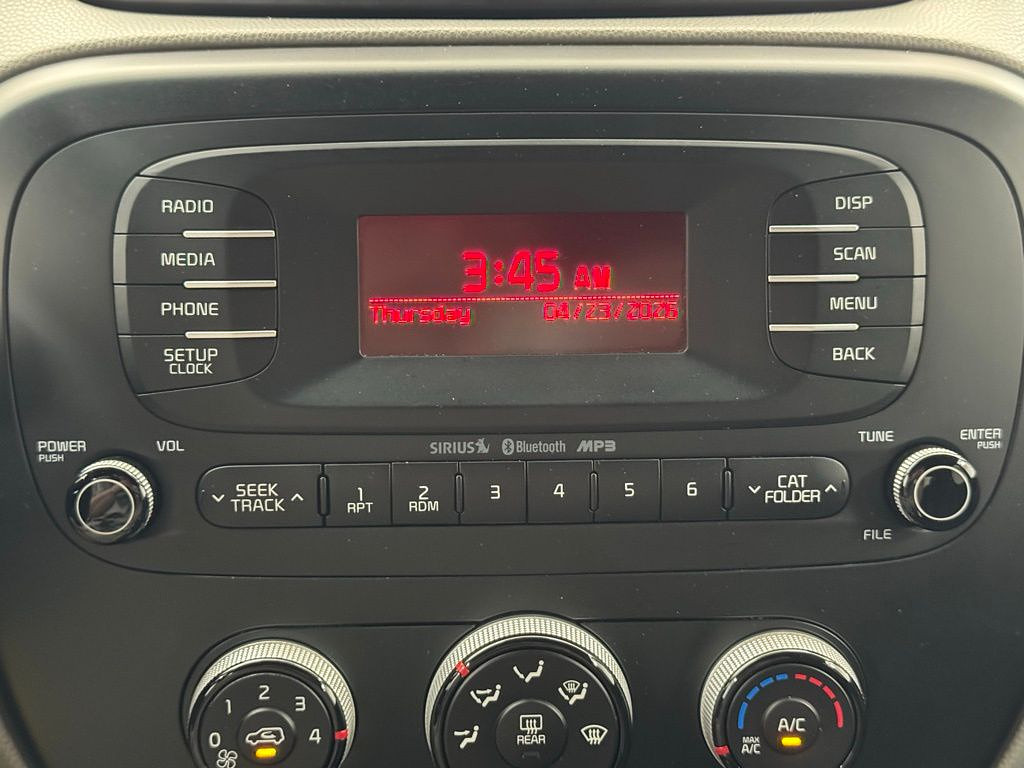 RADIO
MEDIA
PHONE
SETUP
CLOCK
3:45 AM
Thursday 04/23/2026
DISP
SCAN
MENU
BACK
POWER
PUSH
VOL
SIRIUS Bluetooth MP3
TUNE
ENTER
PUSH
SEEK
TRACK
1
RPT
2
RDM
3
4
5
6
CAT
FOLDER
FILE
0
1
2
3
4
REAR
A/C
MAX
A/C